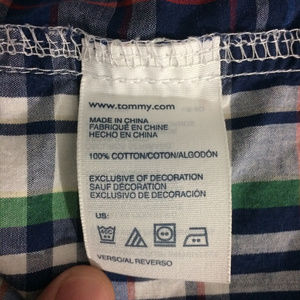 www.tommy.com
MADE IN CHINA
FABRIQUÉ EN CHINE
HECHO EN CHINA
100% COTTON/COTON/ALGODÓN
EXCLUSIVE OF DECORATION
SAUF DÉCORATION
EXCLUSIVO DE DECORACIÓN
US:
VERSO/AL REVERSO